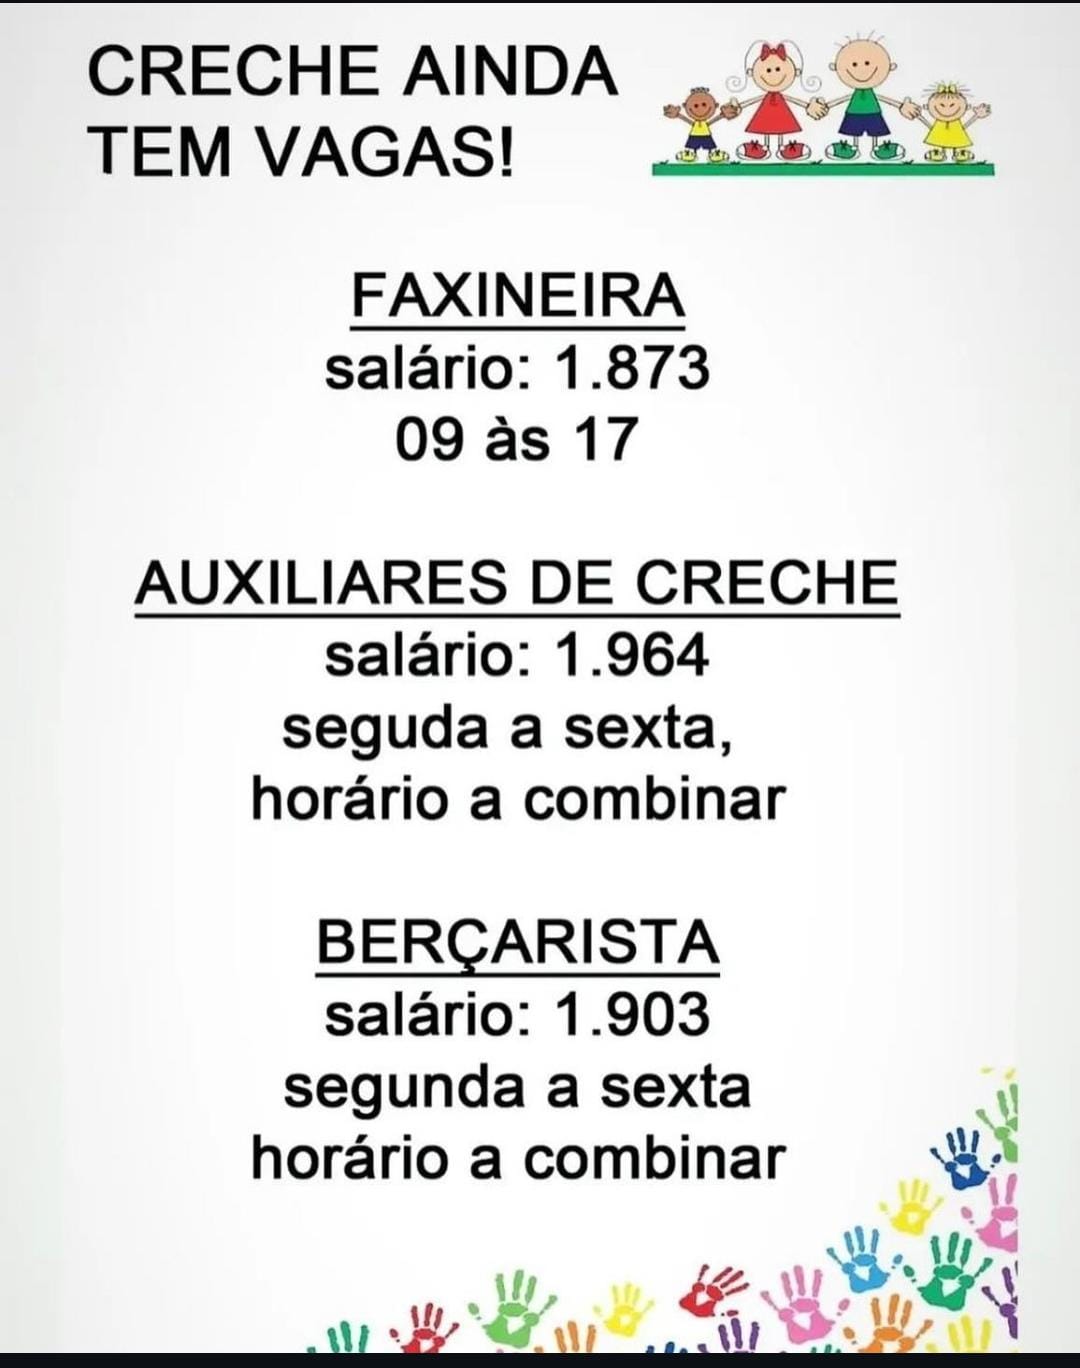 CRECHE AINDA
TEM VAGAS!
FAXINEIRA
salário: 1.873
09 às 17
AUXILIARES DE CRECHE
salário: 1.964
seguda a sexta,
horário a combinar
BERÇARISTA
salário: 1.903
segunda a sexta
horário a combinar